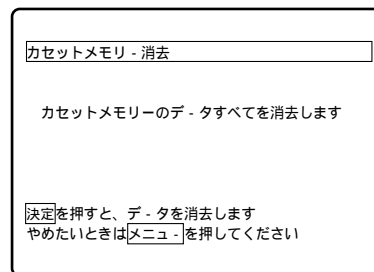 カセットメモリ - 消去
カセットメモリーのデ - タすべてを消去します
決定を押すと、デ - タを消去します
やめたいときはメニュ - を押してください